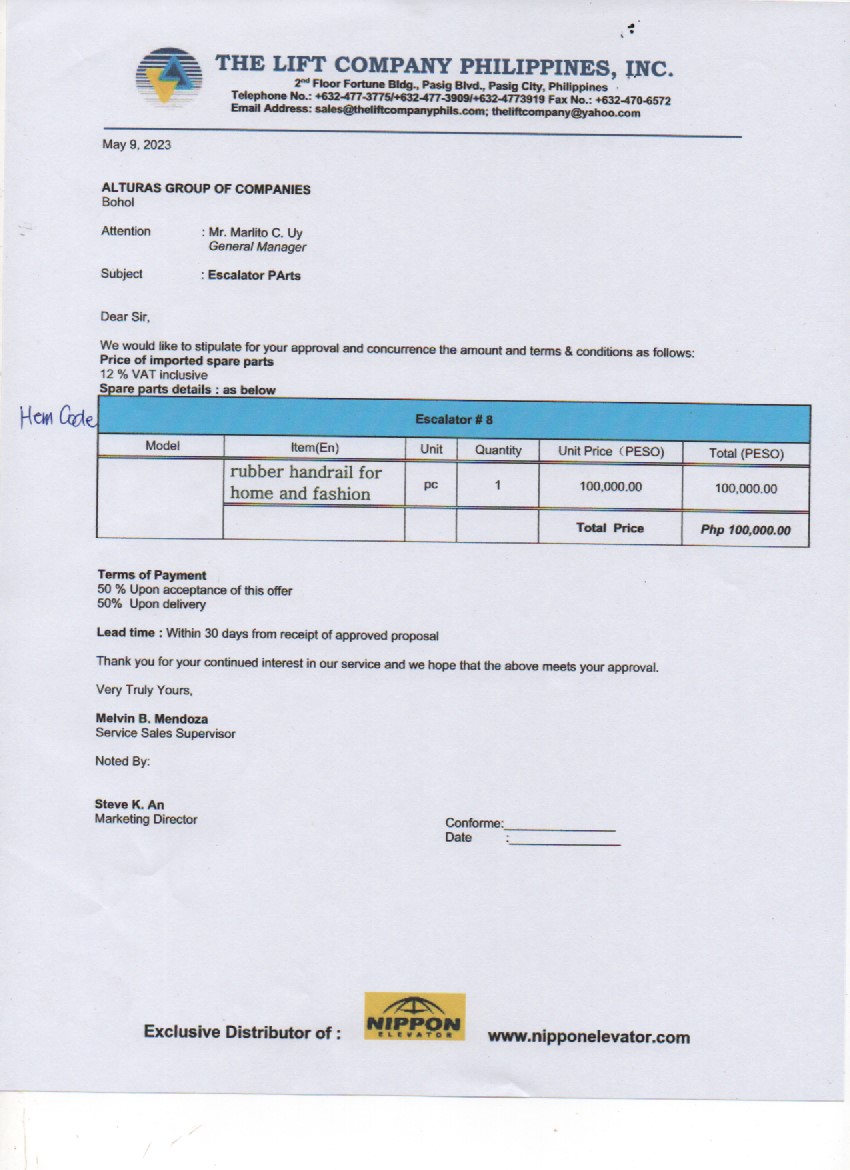 THE LIFT COMPANY PHILIPPINES, INC.
2nd Floor Fortune Bldg., Pasig Blvd., Pasig City, Philippines
Telephone No.: +632-477-3775/+632-477-3909/+632-4773919 Fax No.: +632-470-6572
Email Address: sales@theliftcompanyphils.com; theliftcompany@yahoo.com
May 9, 2023
ALTURAS GROUP OF COMPANIES
Bohol
Attention : Mr. Marlito C. Uy
General Manager
Subject : Escalator PArts
Dear Sir,
We would like to stipulate for your approval and concurrence the amount and terms & conditions as follows:
Price of imported spare parts
12 % VAT inclusive
Spare parts details : as below
Item Code
Escalator # 8
Model Item(En) Unit Quantity Unit Price (PESO) Total (PESO)
rubber handrail for
home and fashion pc 1 100,000.00 100,000.00
Total Price Php 100,000.00
Terms of Payment
50 % Upon acceptance of this offer
50% Upon delivery
Lead time : Within 30 days from receipt of approved proposal
Thank you for your continued interest in our service and we hope that the above meets your approval.
Very Truly Yours,
Melvin B. Mendoza
Service Sales Supervisor
Noted By:
Steve K. An
Marketing Director
Conforme:
Date :
Exclusive Distributor of : NIPPON ELEVATOR www.nipponelevator.com